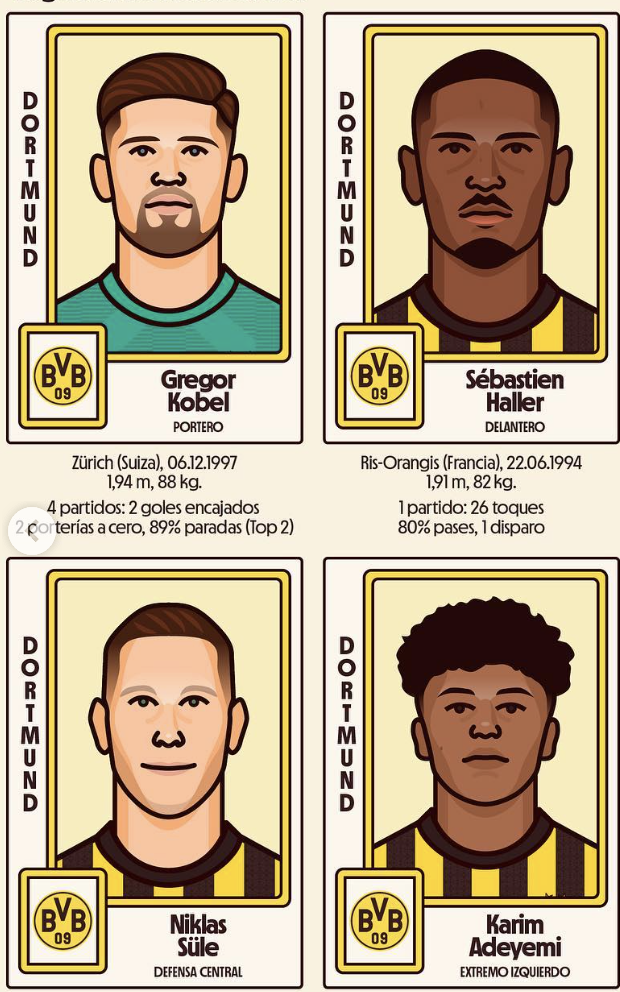 DORTMUND
BVB
09
Gregor
Kobel
PORTERO
Zürich (Suiza), 06.12.1997
1,94 m, 88 kg.
4 partidos: 2 goles encajados
2 porterías a cero, 89% paradas (Top 2)
DORTMUND
BVB
09
Sébastien
Haller
DELANTERO
Ris-Orangis (Francia), 22.06.1994
1,91 m, 82 kg.
1 partido: 26 toques
80% pases, 1 disparo
DORTMUND
BVB
09
Niklas
Süle
DEFENSA CENTRAL
DORTMUND
BVB
09
Karim
Adeyemi
EXTREMO IZQUIERDO